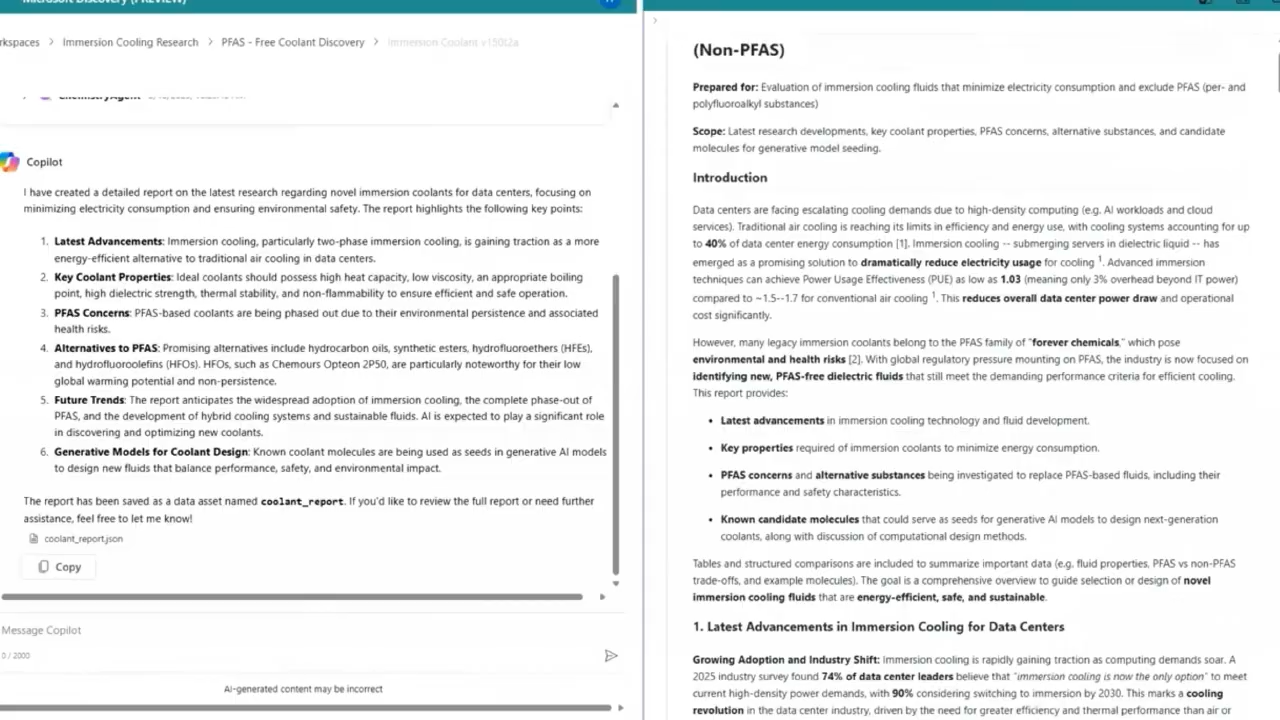 Microsoft Discovery (PREVIEW)
rkspaces > Immersion Cooling Research > PFAS - Free Coolant Discovery > Immersion Coolant v150t2a
ChemistryAgent
Copilot
I have created a detailed report on the latest research regarding novel immersion coolants for data centers, focusing on
minimizing electricity consumption and ensuring environmental safety. The report highlights the following key points:
1. Latest Advancements: Immersion cooling, particularly two-phase immersion cooling, is gaining traction as a more
energy-efficient alternative to traditional air cooling in data centers.
2. Key Coolant Properties: Ideal coolants should possess high heat capacity, low viscosity, an appropriate boiling
point, high dielectric strength, thermal stability, and non-flammability to ensure efficient and safe operation.
3. PFAS Concerns: PFAS-based coolants are being phased out due to their environmental persistence and associated
health risks.
4. Alternatives to PFAS: Promising alternatives include hydrocarbon oils, synthetic esters, hydrofluoroethers (HFEs),
and hydrofluoroolefins (HFOs). HFOs, such as Chemours Opteon 2P50, are particularly noteworthy for their low
global warming potential and non-persistence.
5. Future Trends: The report anticipates the widespread adoption of immersion cooling, the complete phase-out of
PFAS, and the development of hybrid cooling systems and sustainable fluids. AI is expected to play a significant role
in discovering and optimizing new coolants.
6. Generative Models for Coolant Design: Known coolant molecules are being used as seeds in generative AI models
to design new fluids that balance performance, safety, and environmental impact.
The report has been saved as a data asset named coolant_report. If you'd like to review the full report or need further
assistance, feel free to let me know!
coolant_report.json
Copy
Message Copilot
0 / 2000
AI-generated content may be incorrect
(Non-PFAS)
Prepared for: Evaluation of immersion cooling fluids that minimize electricity consumption and exclude PFAS (per- and
polyfluoroalkyl substances)
Scope: Latest research developments, key coolant properties, PFAS concerns, alternative substances, and candidate
molecules for generative model seeding.
Introduction
Data centers are facing escalating cooling demands due to high-density computing (e.g. AI workloads and cloud
services). Traditional air cooling is reaching its limits in efficiency and energy use, with cooling systems accounting for up
to 40% of data center energy consumption [1]. Immersion cooling -- submerging servers in dielectric liquid -- has
emerged as a promising solution to dramatically reduce electricity usage for cooling ¹. Advanced immersion
techniques can achieve Power Usage Effectiveness (PUE) as low as 1.03 (meaning only 3% overhead beyond IT power)
compared to ~1.5--1.7 for conventional air cooling ¹. This reduces overall data center power draw and operational
cost significantly.
However, many legacy immersion coolants belong to the PFAS family of "forever chemicals," which pose
environmental and health risks [2]. With global regulatory pressure mounting on PFAS, the industry is now focused on
identifying new, PFAS-free dielectric fluids that still meet the demanding performance criteria for efficient cooling.
This report provides:
• Latest advancements in immersion cooling technology and fluid development.
• Key properties required of immersion coolants to minimize energy consumption.
• PFAS concerns and alternative substances being investigated to replace PFAS-based fluids, including their
performance and safety characteristics.
• Known candidate molecules that could serve as seeds for generative AI models to design next-generation
coolants, along with discussion of computational design methods.
Tables and structured comparisons are included to summarize important data (e.g. fluid properties, PFAS vs non-PFAS
trade-offs, and example molecules). The goal is a comprehensive overview to guide selection or design of novel
immersion cooling fluids that are energy-efficient, safe, and sustainable.
1. Latest Advancements in Immersion Cooling for Data Centers
Growing Adoption and Industry Shift: Immersion cooling is rapidly gaining traction as computing demands soar. A
2025 industry survey found 74% of data center leaders believe that "immersion cooling is now the only option" to meet
current high-density power demands, with 90% considering switching to immersion by 2030. This marks a cooling
revolution in the data center industry, driven by the need for greater efficiency and thermal performance than air or